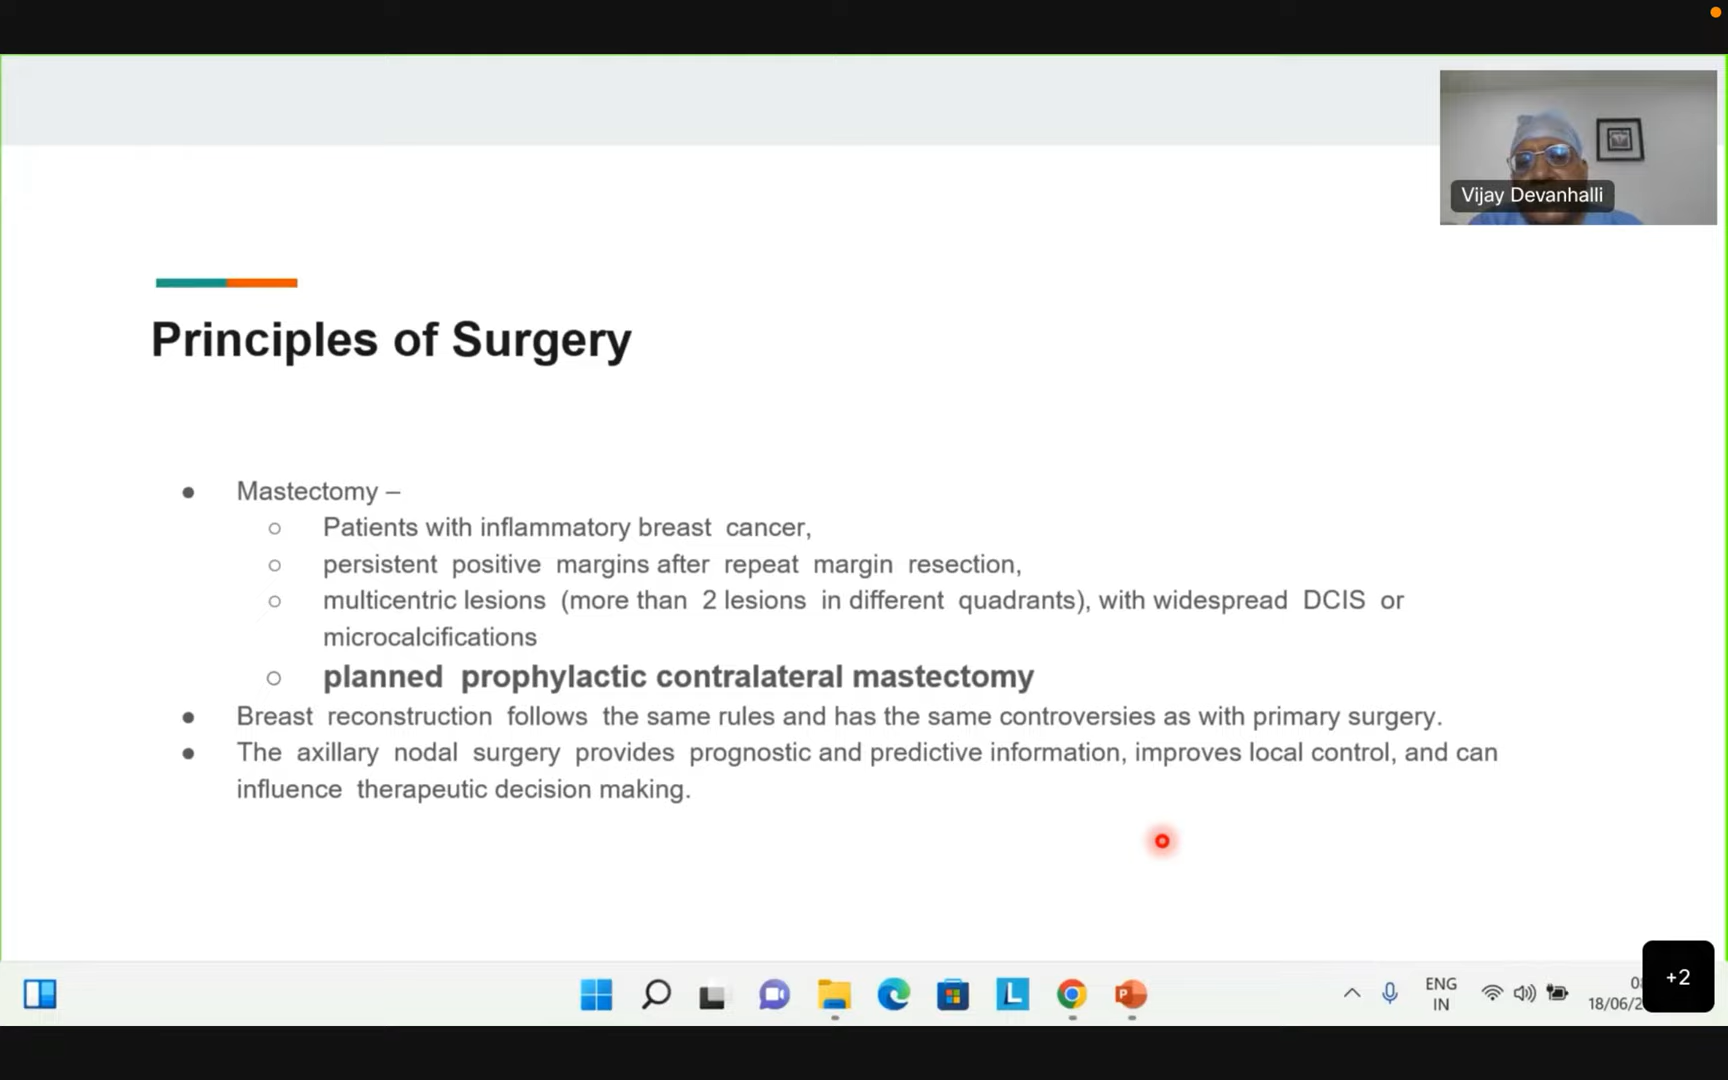 Vijay Devanhalli
Principles of Surgery
Mastectomy –
Patients with inflammatory breast cancer,
persistent positive margins after repeat margin resection,
multicentric lesions (more than 2 lesions in different quadrants), with widespread DCIS or
microcalcifications
planned prophylactic contralateral mastectomy
Breast reconstruction follows the same rules and has the same controversies as with primary surgery.
The axillary nodal surgery provides prognostic and predictive information, improves local control, and can
influence therapeutic decision making.
L
P
ENG
IN
18/06/2
+2